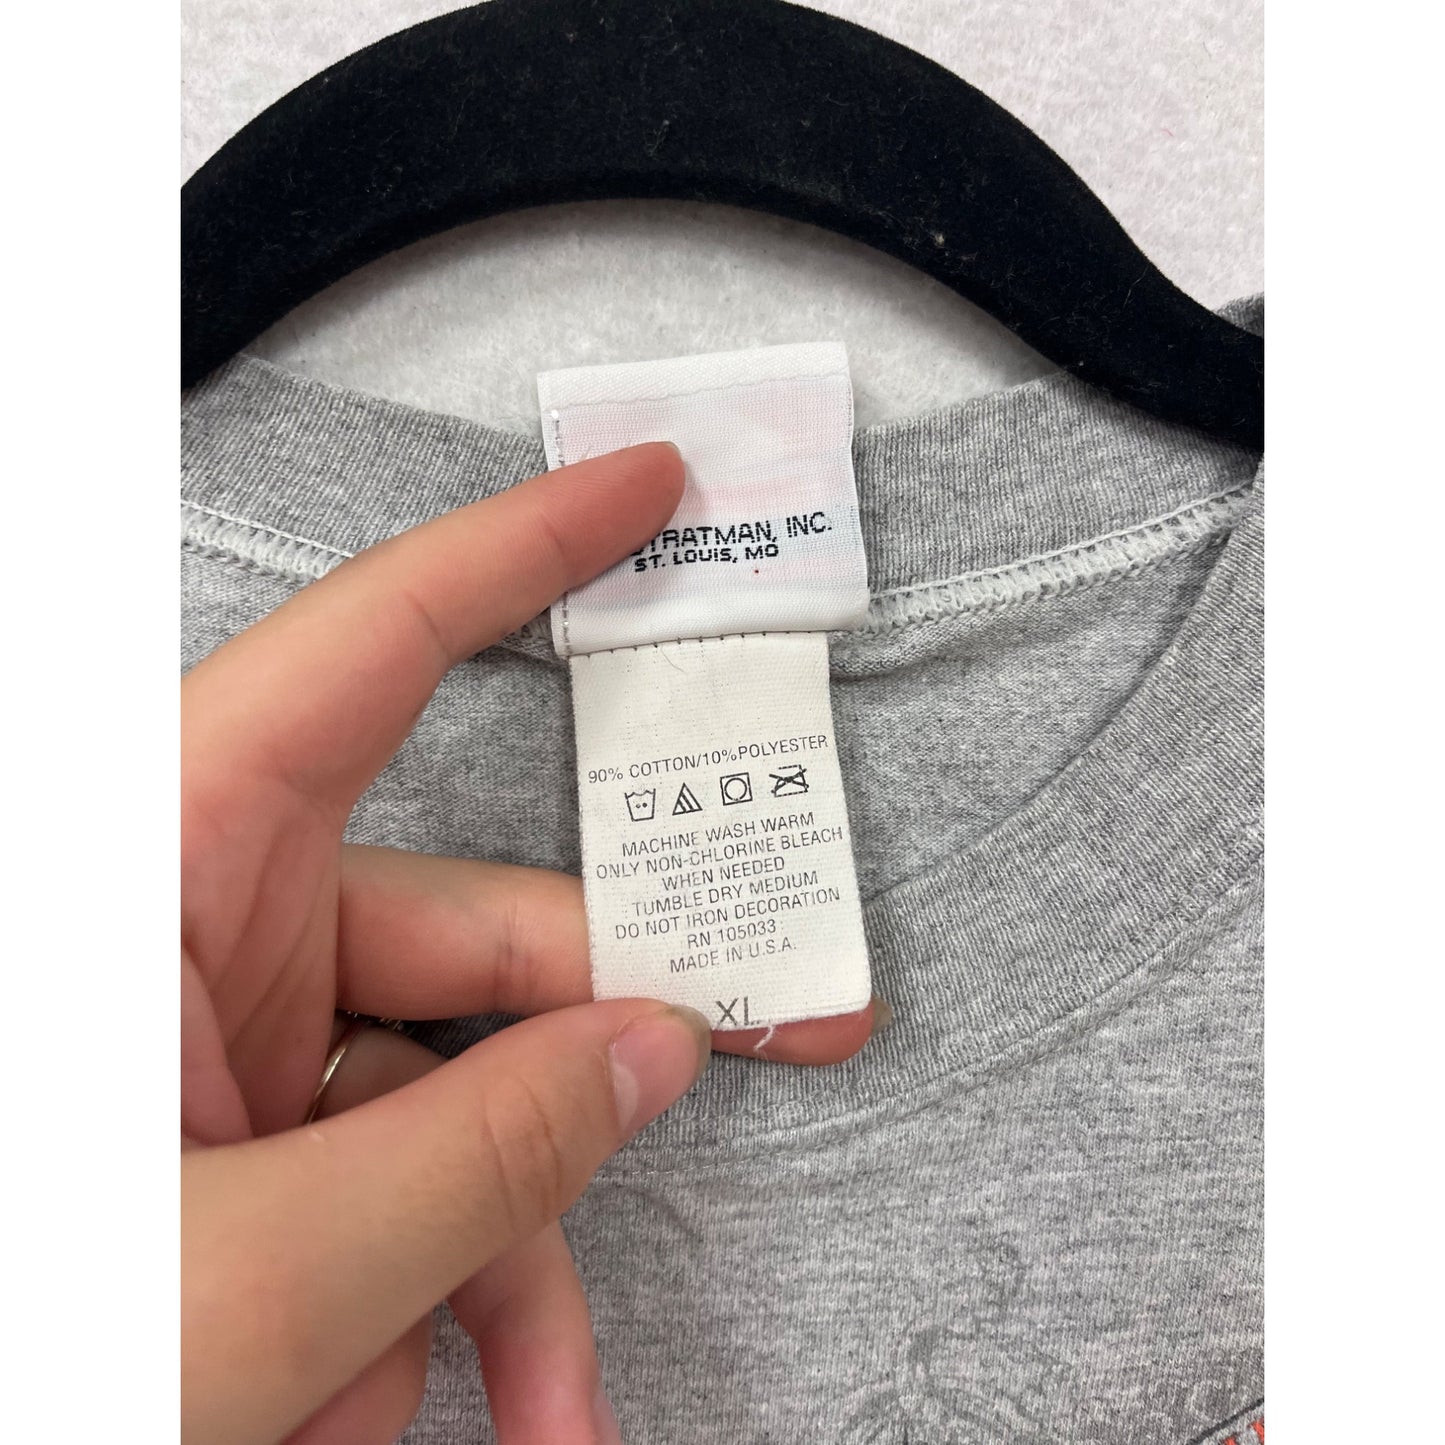 STRATMAN, INC.
ST. LOUIS, MO
90% COTTON/10%POLYESTER
MACHINE WASH WARM
ONLY NON-CHLORINE BLEACH
WHEN NEEDED
TUMBLE DRY MEDIUM
DO NOT IRON DECORATION
RN 105033
MADE IN U.S.A.
XL